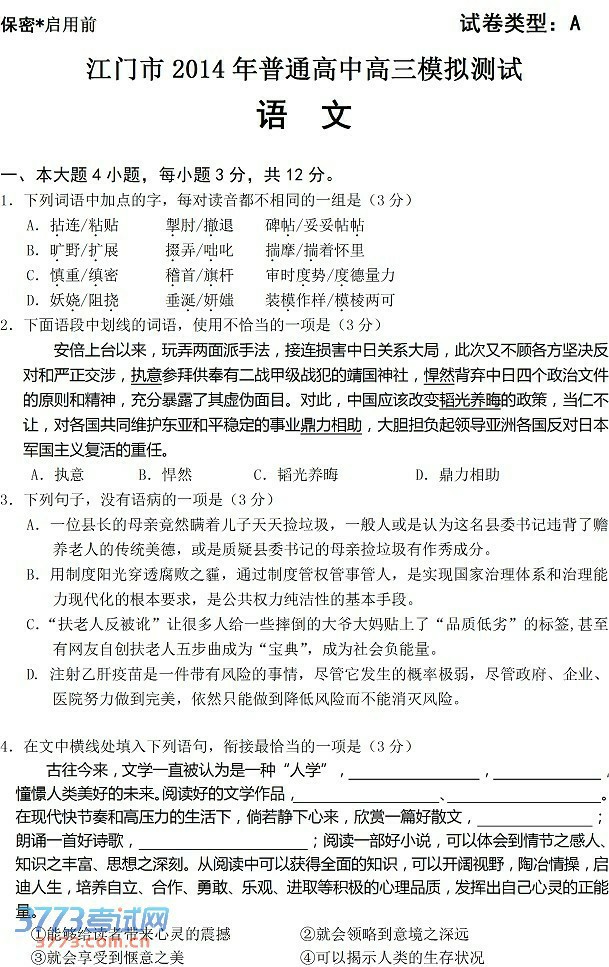 保密*启用前
试卷类型：A
江门市 2014 年普通高中高三模拟测试
语 文
一、本大题 4 小题，每小题 3 分，共 12 分。
1. 下列词语中加点的字，每对读音都不相同的一组是（3 分）
A. 拈连/粘贴 掣肘/撤退 碑帖/妥妥帖帖
B. 旷野/扩展 掇弄/咄叱 揣摩/揣着怀里
C. 慎重/缜密 稽首/旗杆 审时度势/度德量力
D. 妖娆/阻挠 垂涎/妍媸 装模作样/模棱两可
2. 下面语段中划线的词语，使用不恰当的一项是（3 分）
安倍上台以来，玩弄两面派手法，接连损害中日关系大局，此次又不顾各方坚决反
对和严正交涉，执意参拜供奉有二战甲级战犯的靖国神社，悍然背弃中日四个政治文件
的原则和精神，充分暴露了其虚伪面目。对此，中国应该改变韬光养晦的政策，当仁不
让，对各国共同维护东亚和平稳定的事业鼎力相助，大胆担负起领导亚洲各国反对日本
军国主义复活的重任。
A. 执意 B. 悍然 C. 韬光养晦 D. 鼎力相助
3. 下列句子，没有语病的一项是（3 分）
A. 一位县长的母亲竟然瞒着儿子天天捡垃圾，一般人或是认为这名县委书记违背了赡
养老人的传统美德，或是质疑县委书记的母亲捡垃圾有作秀成分。
B. 用制度阳光穿透腐败之霾，通过制度管权管事管人，是实现国家治理体系和治理能
力现代化的根本要求，是公共权力纯洁性的基本手段。
C. “扶老人反被讹”让很多人给一些摔倒的大爷大妈贴上了“品质低劣”的标签,甚至
有网友自创扶老人五步曲成为“宝典”，成为社会负能量。
D. 注射乙肝疫苗是一件带有风险的事情，尽管它发生的概率极弱，尽管政府、企业、
医院努力做到完美，依然只能做到降低风险而不能消灭风险。
4. 在文中横线处填入下列语句，衔接最恰当的一项是（3 分）
古往今来，文学一直被认为是一种“人学”，____________，____________，
憧憬人类美好的未来。阅读好的文学作品，____________、____________。
在现代快节奏和高压力的生活下，倘若静下心来，欣赏一篇好散文，____________；
朗诵一首好诗歌，____________；阅读一部好小说，可以体会到情节之感人、
知识之丰富、思想之深刻。从阅读中可以获得全面的知识，可以开阔视野，陶冶情操，启
迪人生，培养自立、合作、勇敢、乐观、进取等积极的心理品质，发挥出自己心灵的正能
量。
3773考试网
3773.com.cn
①能够给读者带来心灵的震撼 ②就会领略到意境之深远
③就会享受到惬意之美 ④可以揭示人类的生存状况